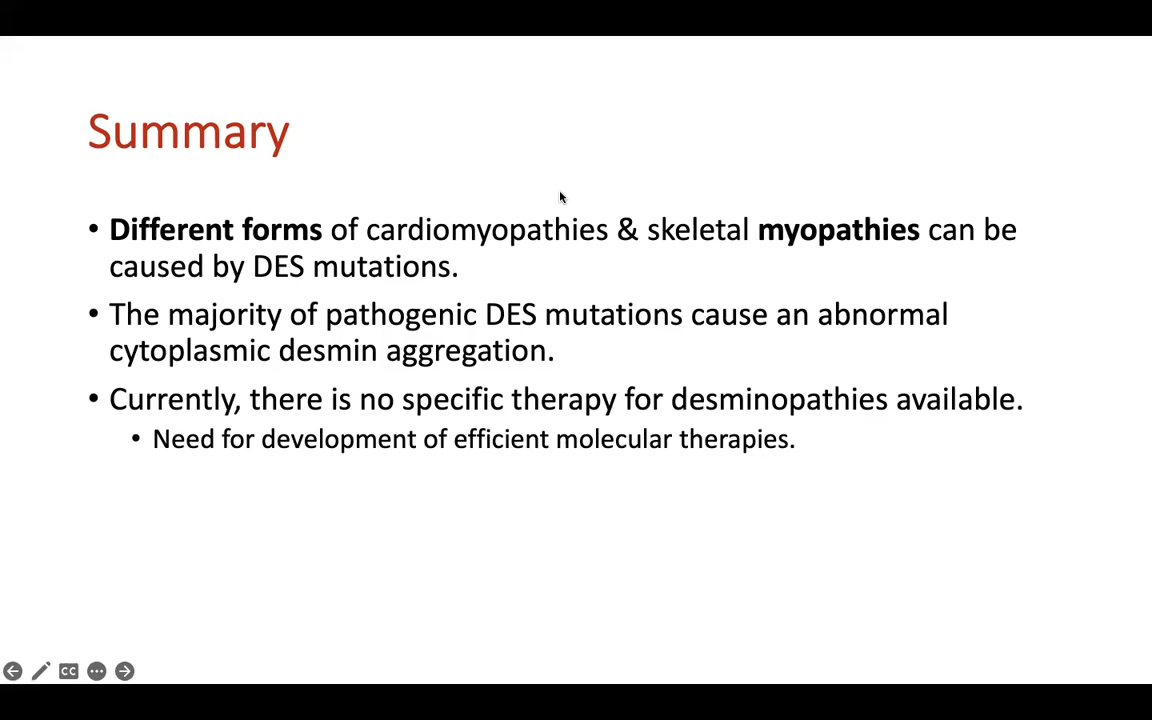 Summary
• Different forms of cardiomyopathies & skeletal myopathies can be
caused by DES mutations.
• The majority of pathogenic DES mutations cause an abnormal
cytoplasmic desmin aggregation.
• Currently, there is no specific therapy for desminopathies available.
• Need for development of efficient molecular therapies.
CC